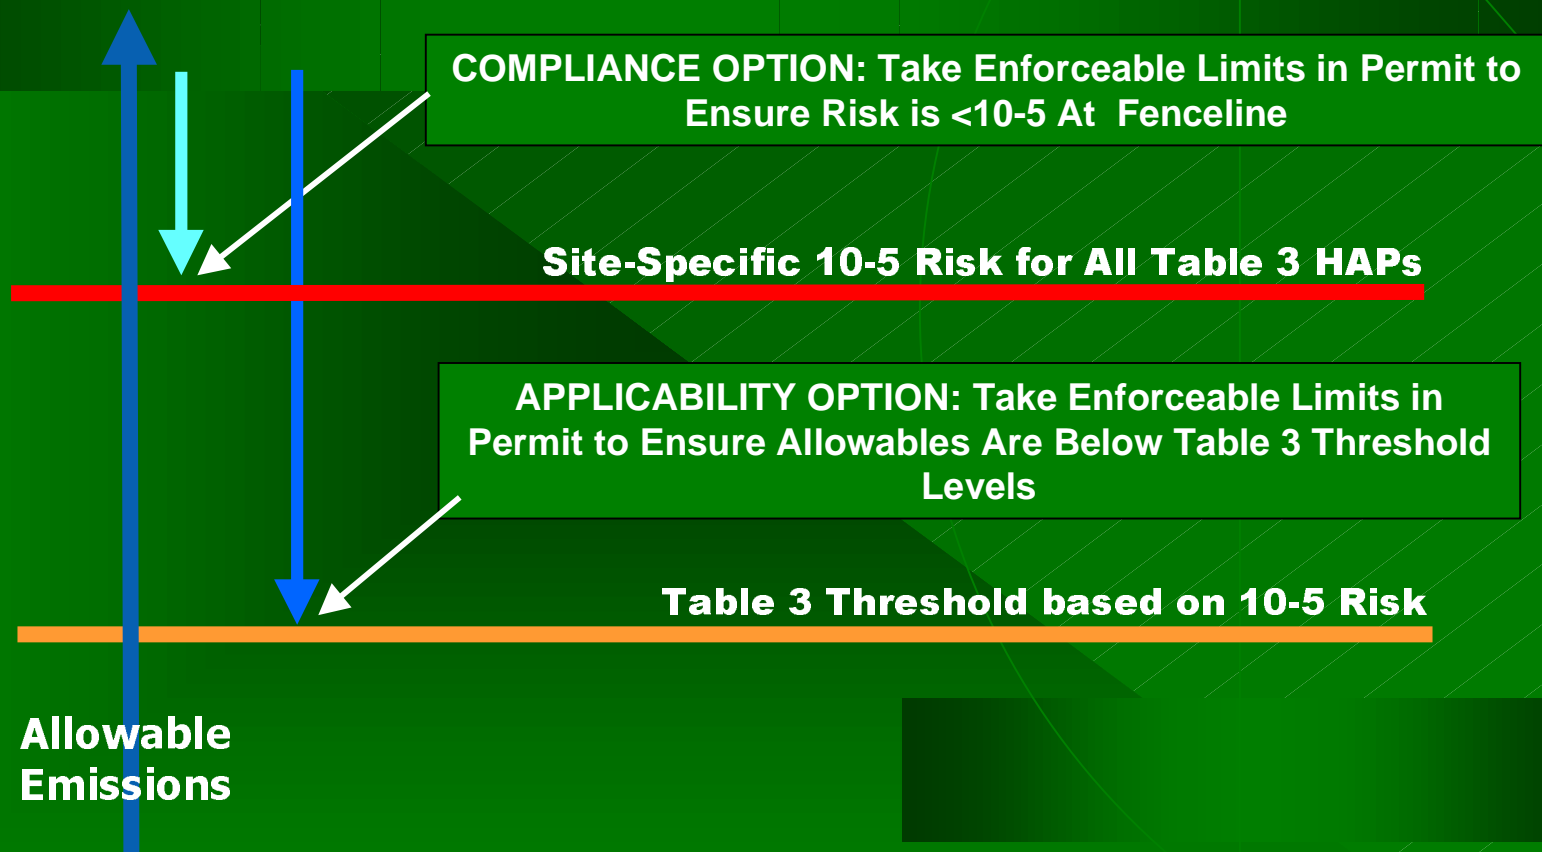 COMPLIANCE OPTION: Take Enforceable Limits in Permit to
Ensure Risk is <10-5 At Fenceline
Site-Specific 10-5 Risk for All Table 3 HAPs
APPLICABILITY OPTION: Take Enforceable Limits in
Permit to Ensure Allowables Are Below Table 3 Threshold
Levels
Table 3 Threshold based on 10-5 Risk
Allowable
Emissions